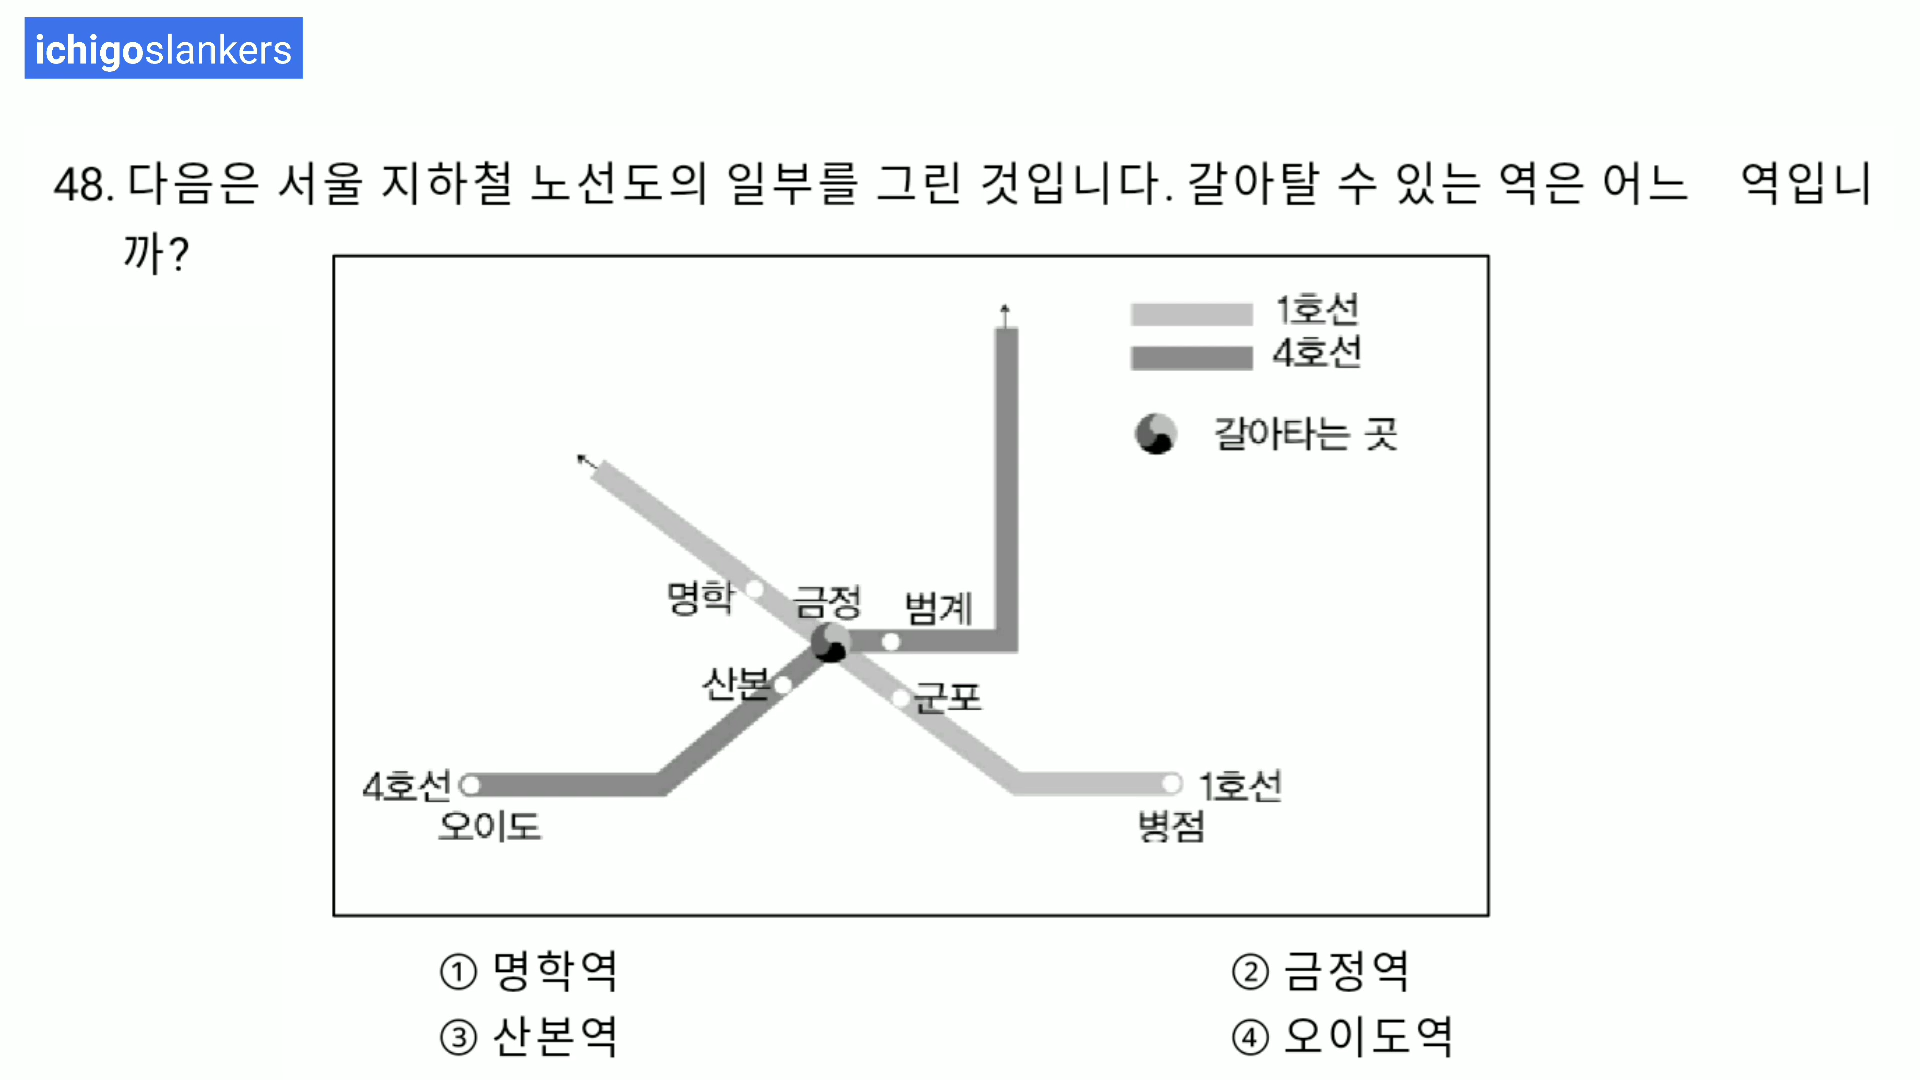 ichigoslankers
48. 다음은 서울 지하철 노선도의 일부를 그린 것입니다. 갈아탈 수 있는 역은 어느 역입니
까?
1호선
4호선
갈아타는 곳
명학
금정
범계
산본
군포
4호선
오이도
1호선
병점
① 명학역
② 금정역
③ 산본역
④ 오이도역